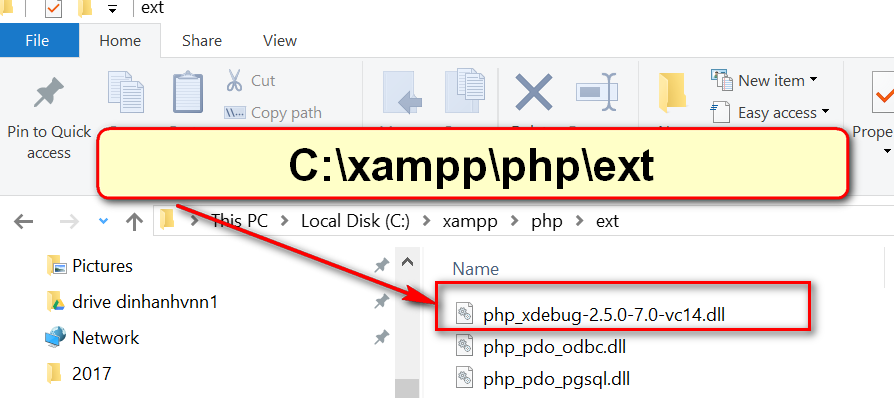 ext
File Home Share View
Cut
New item
Pin to Quick access
Copy path
Easy access
Proper
C:\xampp\php\ext
This PC > Local Disk (C:) > xampp > php > ext
Pictures
Name
drive dinhanhvnn1
php_xdebug-2.5.0-7.0-vc14.dll
Network
php_pdo_odbc.dll
2017
php_pdo_pgsql.dll